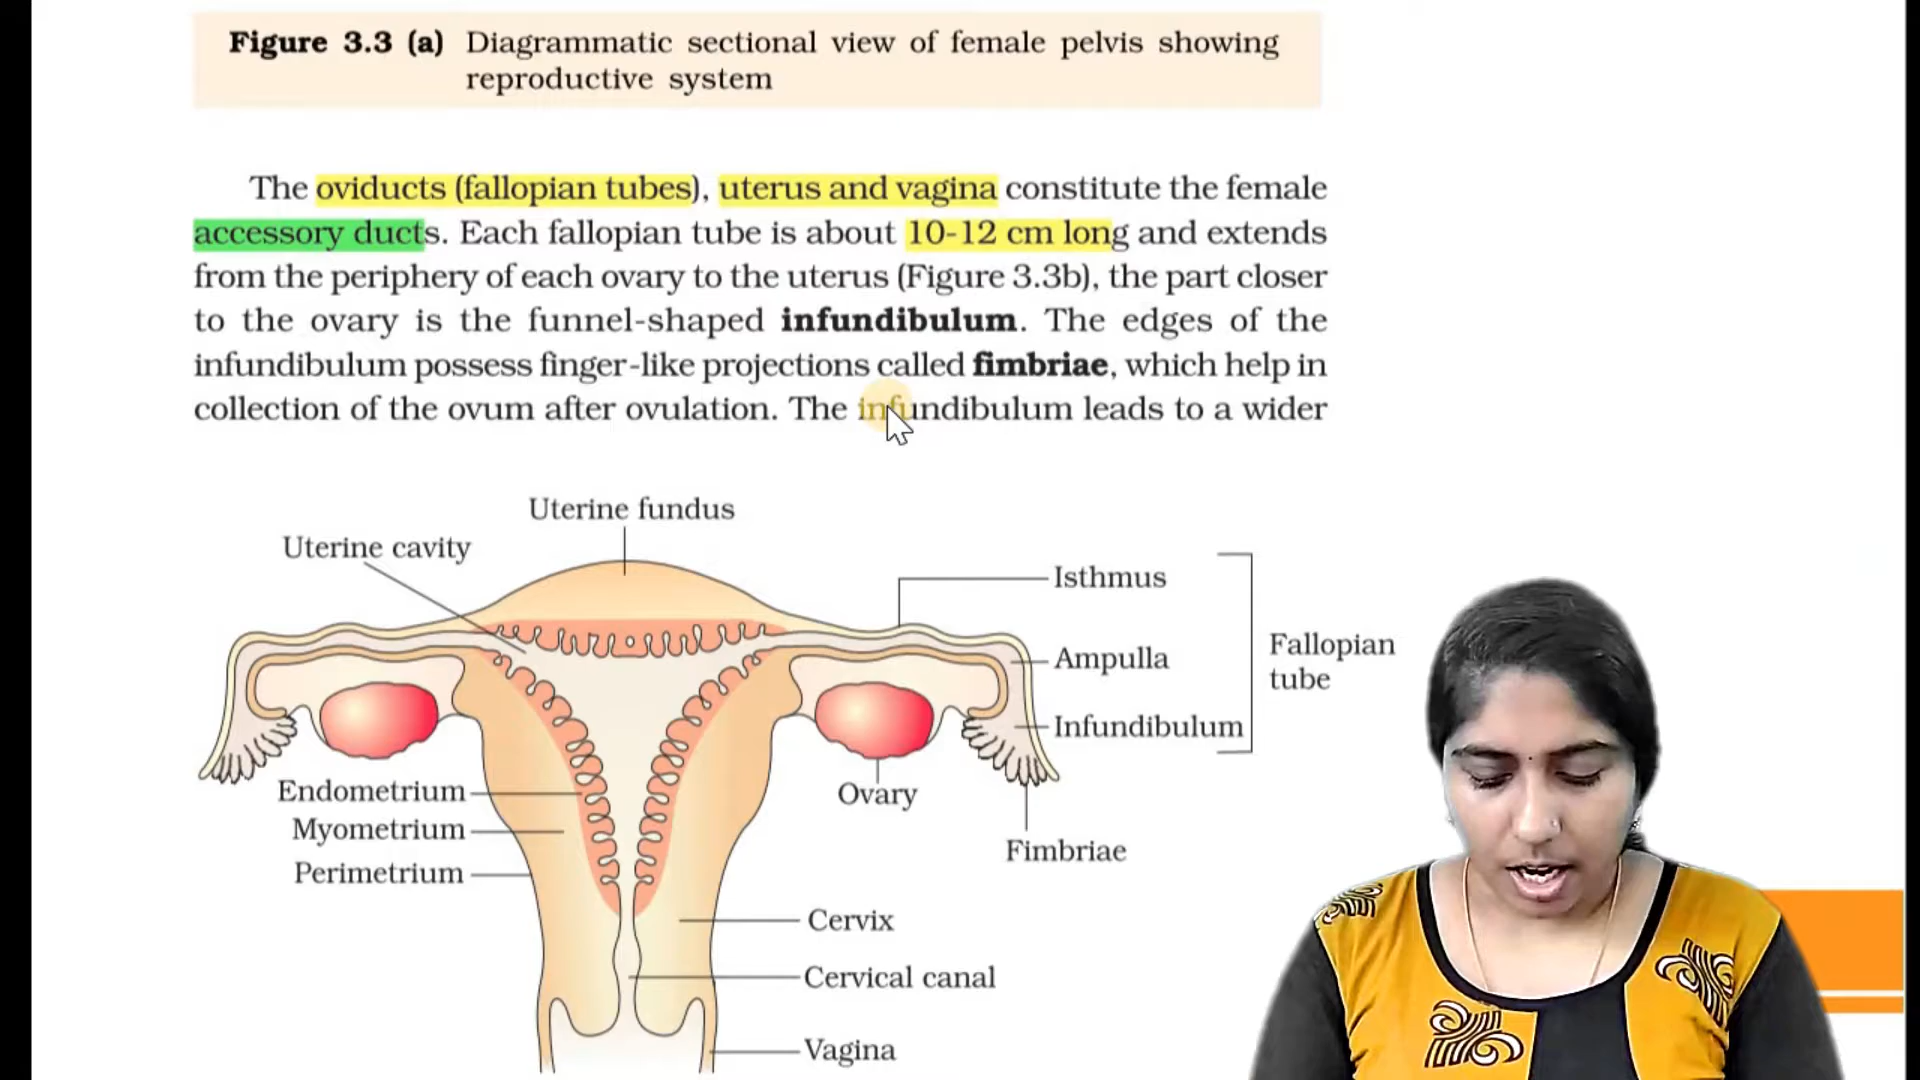 Figure 3.3 (a) Diagrammatic sectional view of female pelvis showing
reproductive system
The oviducts (fallopian tubes), uterus and vagina constitute the female
accessory ducts. Each fallopian tube is about 10-12 cm long and extends
from the periphery of each ovary to the uterus (Figure 3.3b), the part closer
to the ovary is the funnel-shaped infundibulum. The edges of the
infundibulum possess finger-like projections called fimbriae, which help in
collection of the ovum after ovulation. The infundibulum leads to a wider
Uterine fundus
Uterine cavity
Isthmus
Ampulla
Infundibulum
Fallopian
tube
Endometrium
Myometrium
Perimetrium
Ovary
Fimbriae
Cervix
Cervical canal
Vagina